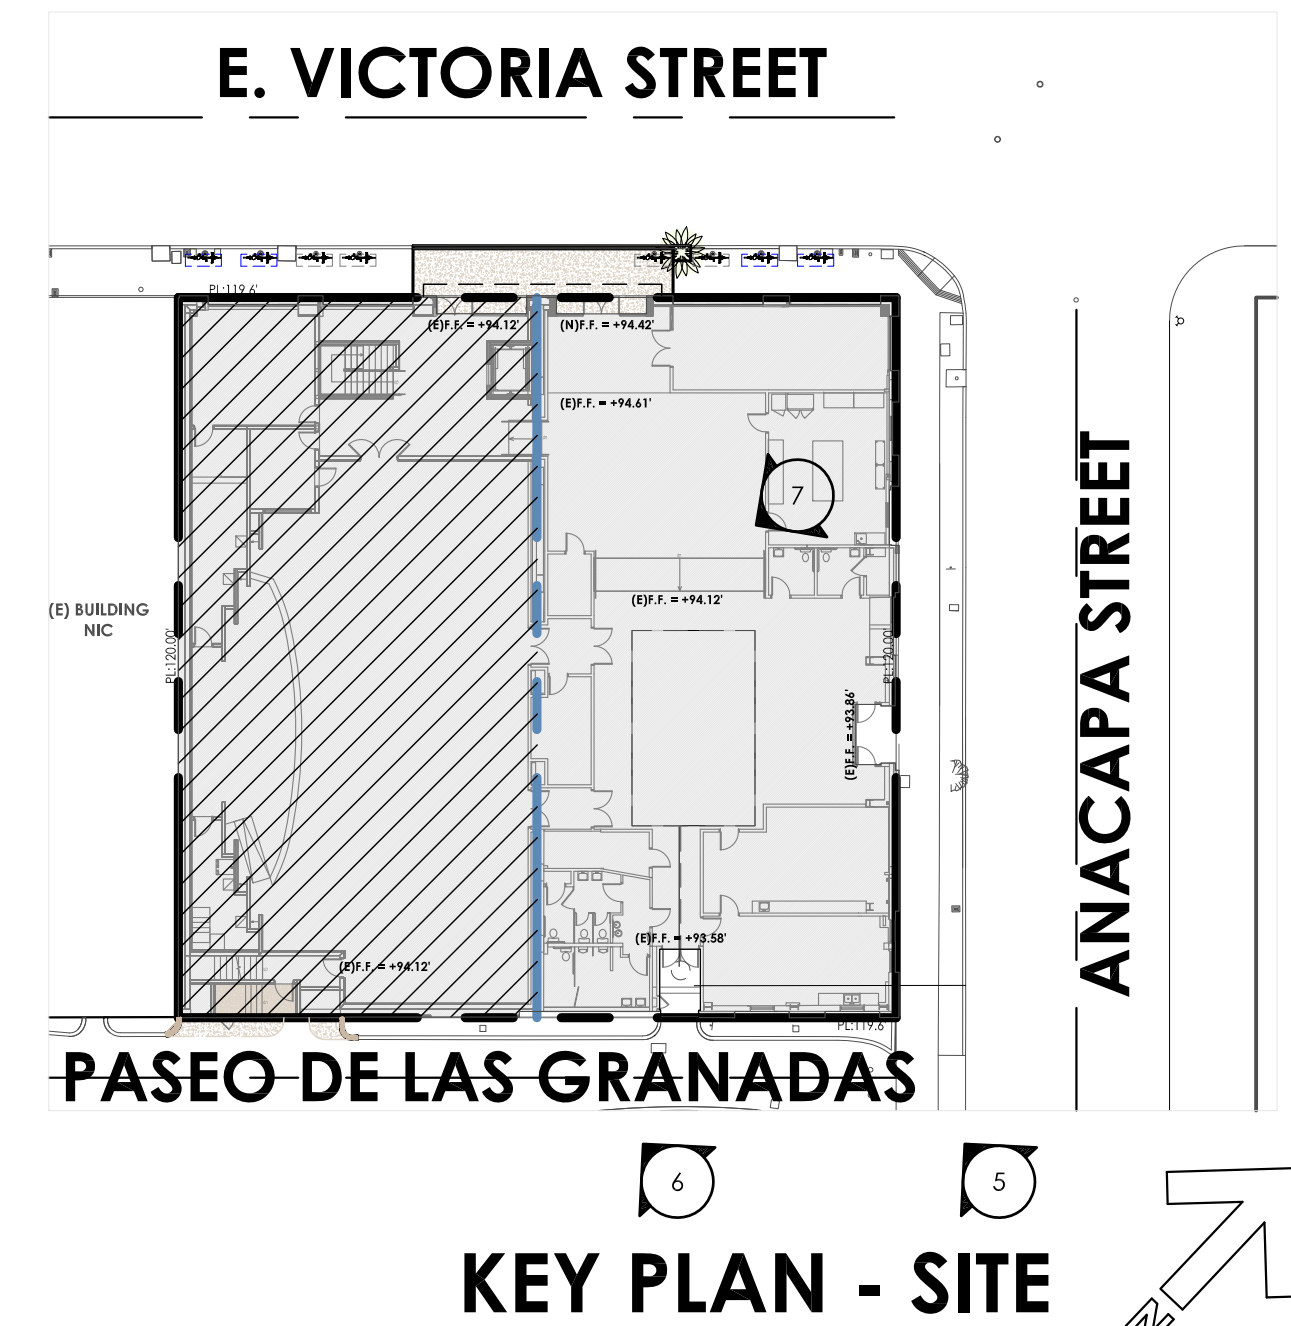 E. VICTORIA STREET
PL:119.6'
(E)F.F. = +94.12'
(N)F.F. = +94.42'
(E)F.F. = +94.61'
7
ANACAPA STREET
(E) BUILDING
NIC
PL:120.00'
(E)F.F. = +94.12'
PL:120.00'
(E)F.F. = +93.86'
(E)F.F. = +93.58'
(E)F.F. = +94.12'
PL:119.6'
PASEO DE LAS GRANADAS
6
5
KEY PLAN - SITE
N